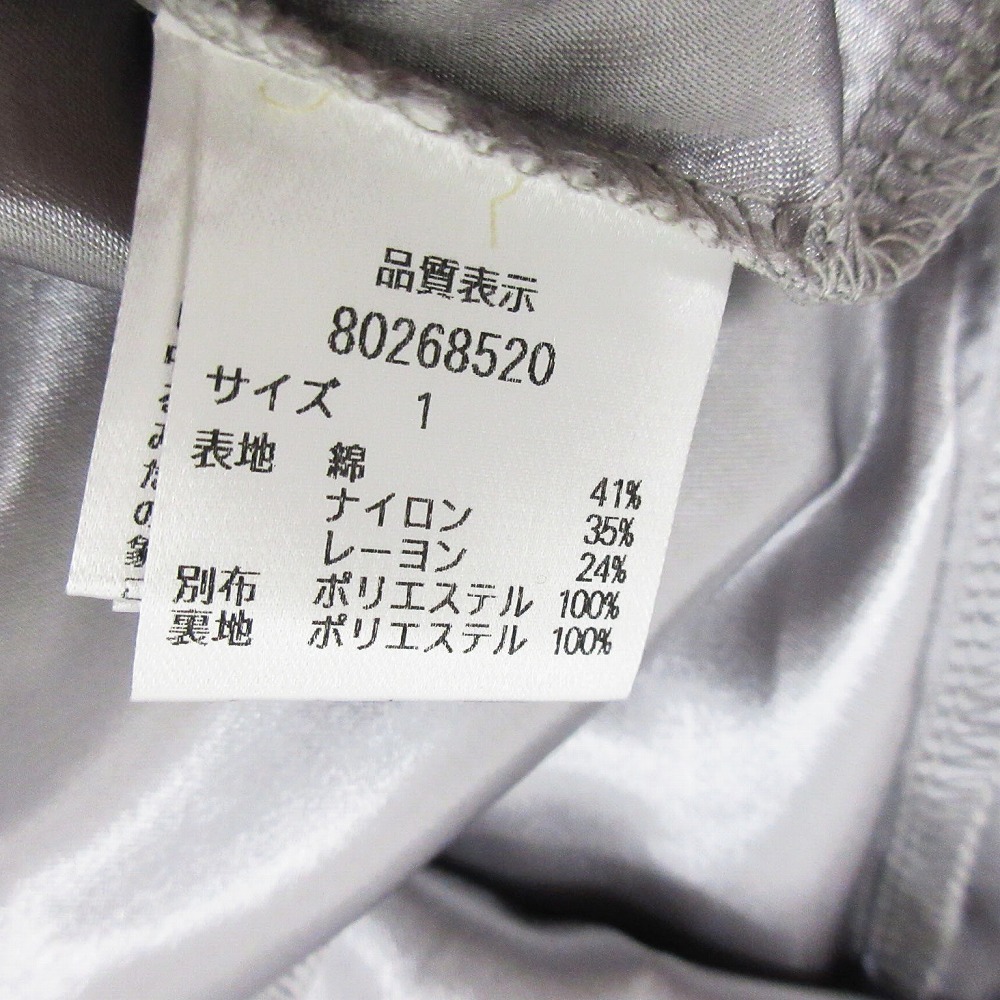 品質表示
80268520
サイズ 1
表地 綿 41%
ナイロン 35%
レーヨン 24%
別布 ポリエステル 100%
裏地 ポリエステル 100%